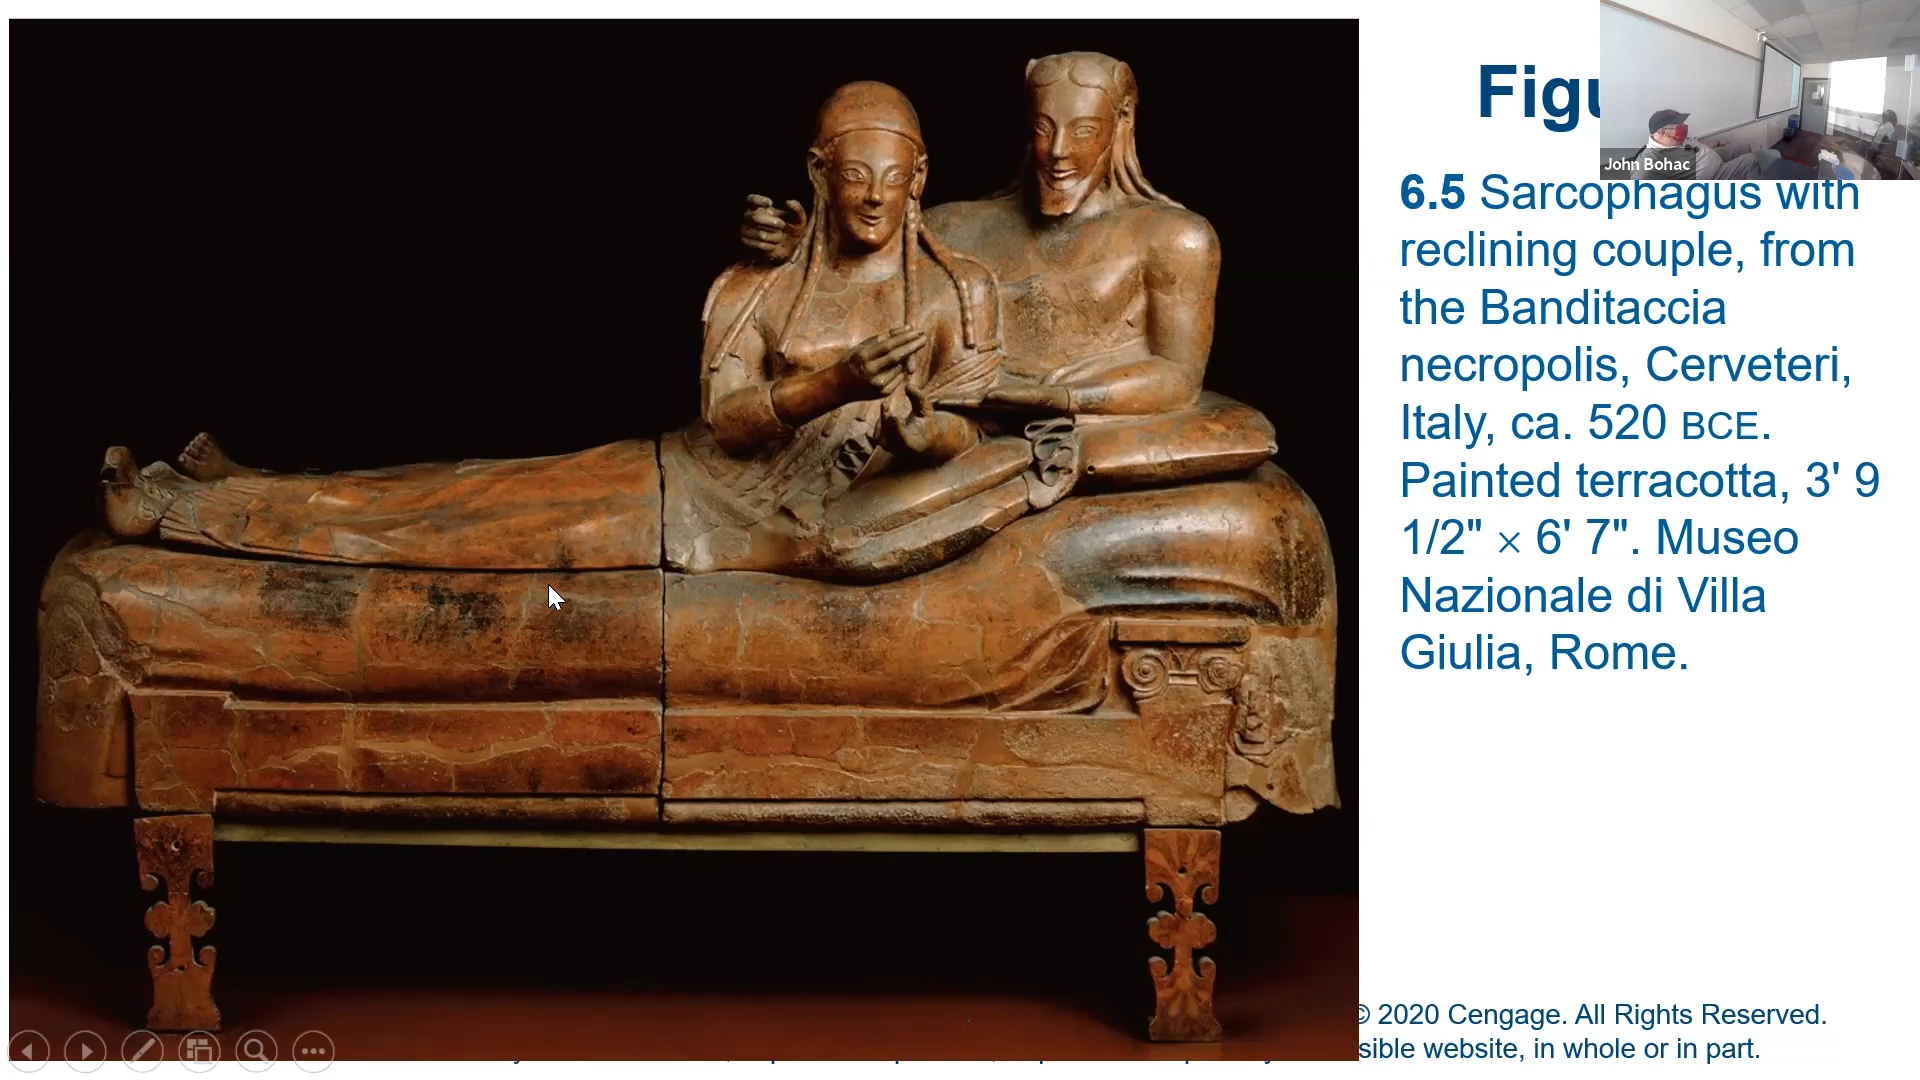 Figu
John Bohac
6.5 Sarcophagus with
reclining couple, from
the Banditaccia
necropolis, Cerveteri,
Italy, ca. 520 BCE.
Painted terracotta, 3' 9
1/2" × 6' 7". Museo
Nazionale di Villa
Giulia, Rome.
© 2020 Cengage. All Rights Reserved.
sible website, in whole or in part.